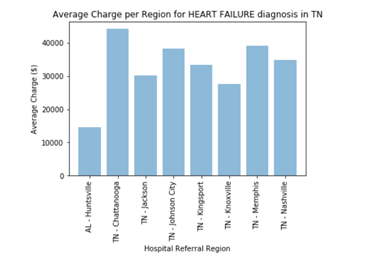 Average Charge per Region for HEART FAILURE diagnosis in TN
Average Charge ($)
40000
30000
20000
10000
0
AL - Huntsville
TN - Chattanooga
TN - Jackson
TN - Johnson City
TN - Kingsport
TN - Knoxville
TN - Memphis
TN - Nashville
Hospital Referral Region